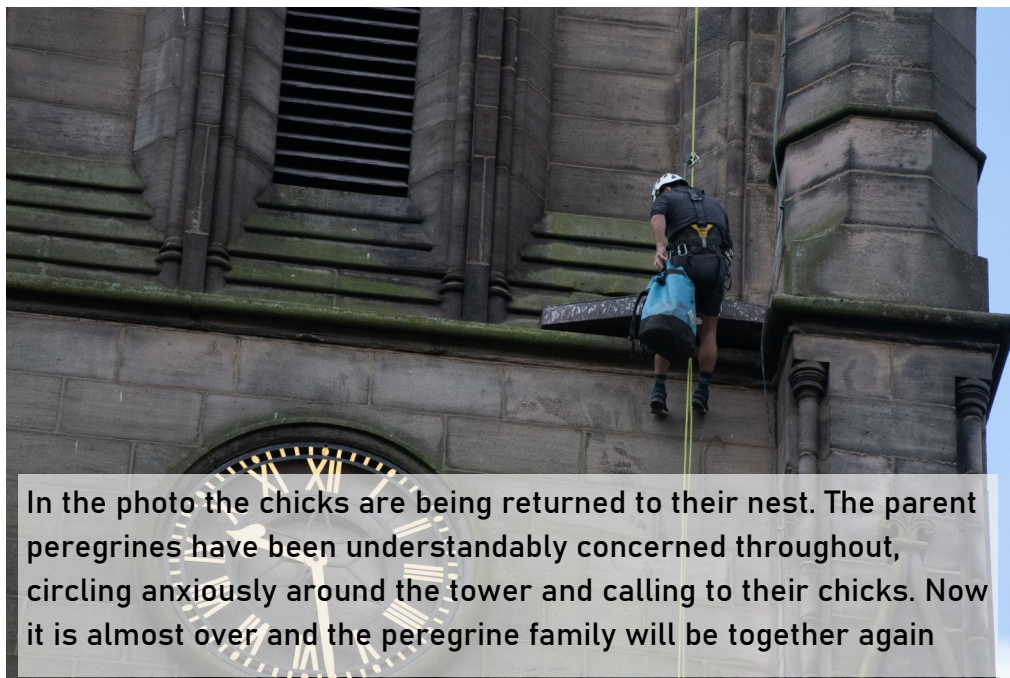 XI XII I
In the photo the chicks are being returned to their nest. The parent
peregrines have been understandably concerned throughout,
circling anxiously around the tower and calling to their chicks. Now
it is almost over and the peregrine family will be together again